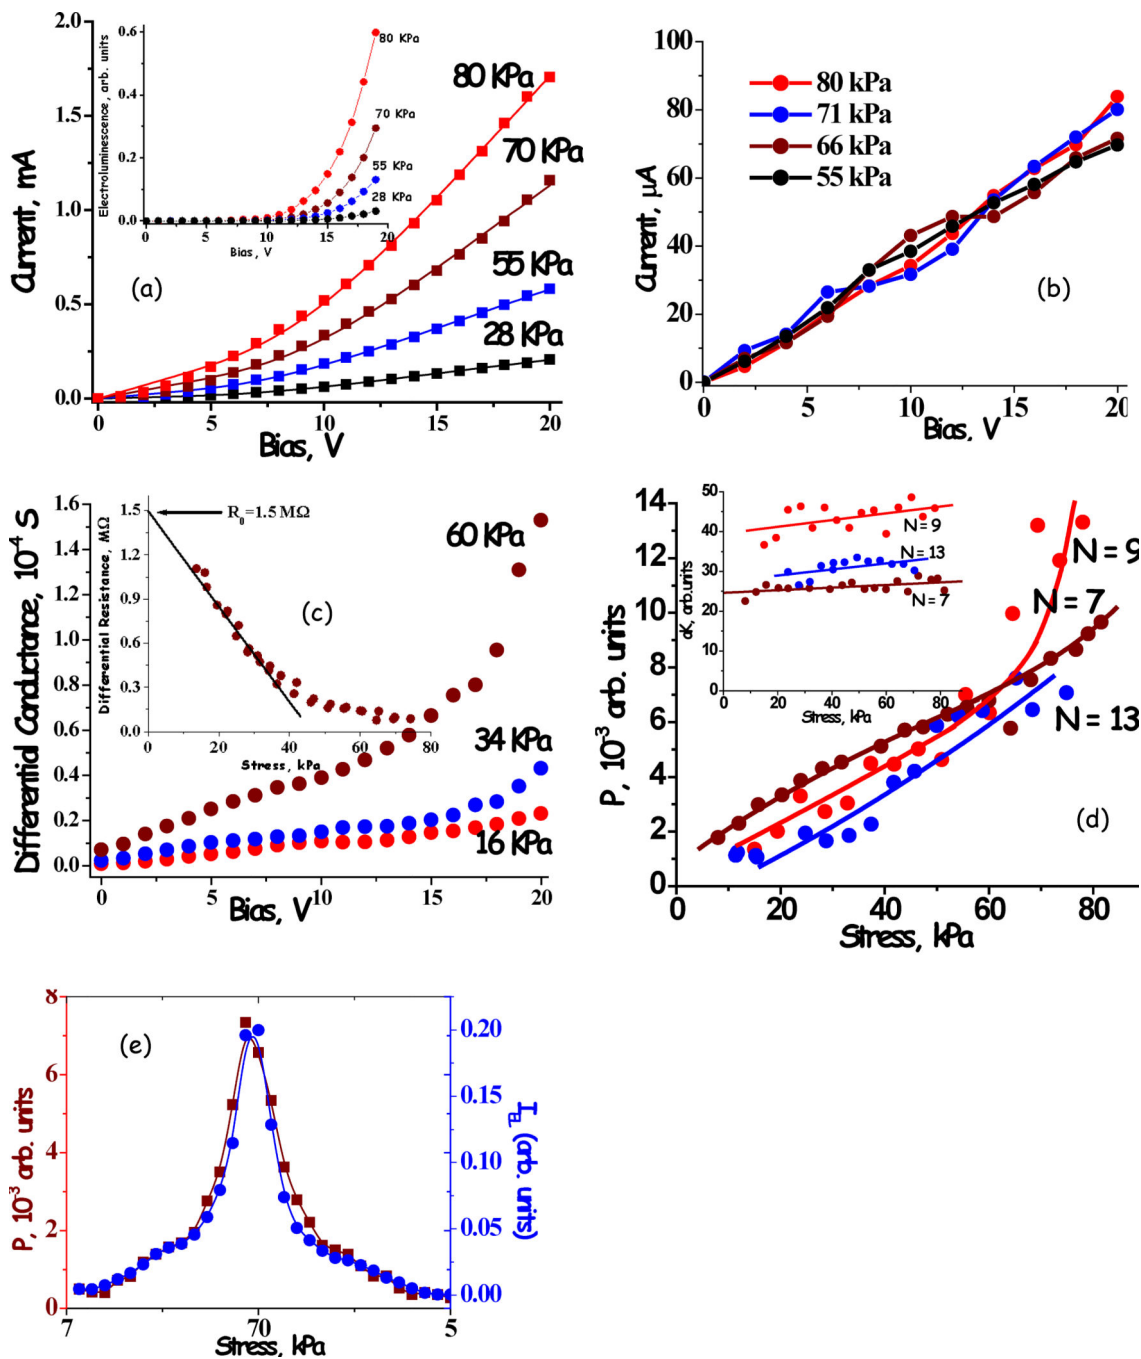 2.0
1.5
1.0
0.5
0.0
0 5 10 15 20
Current, mA
Bias, V
(a)
80 KPa
70 KPa
55 KPa
28 KPa
Electroluminescence, arb. units
0.6
0.4
0.2
0.0
0 5 5 10 15 20
Bias, V
80 KPa
70 KPa
55 KPa
28 KPa
100
80
60
40
20
0
0 5 10 15 20
Current, μA
Bias, V
80 kPa
71 kPa
66 kPa
55 kPa
(b)
1.6
1.4
1.2
1.0
0.8
0.6
0.4
0.2
0.0
0 5 10 15 20
Differential Conductance, 10⁻⁴ S
Bias, V
60 KPa
34 KPa
16 KPa
(c)
1.5
1.2
0.9
0.6
0.3
0
0 20 40 60 80
Differential Resistance, MΩ
Stress, kPa
R₀=1.5 MΩ
14
12
10
8
6
4
2
0
0 20 40 60 80
P, 10⁻³ arb. units
Stress, kPa
N = 9
N = 7
N = 13
(d)
50
40
30
20
10
0
0 20 40 60 80
dK, arb.units
Stress, kPa
N = 9
N = 13
N = 7
8
6
4
2
0
7 70 5
P, 10⁻³ arb. units
Stress, kPa
(e)
0.20
0.15
0.10
0.05
0.00
I_EL (arb. units)